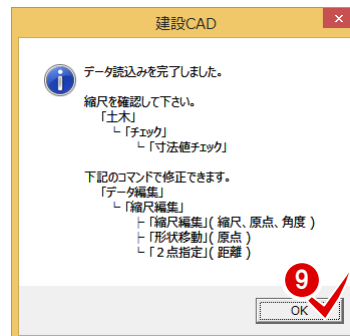 建設CAD
×
データ読込みを完了しました。
縮尺を確認して下さい。
「土木」
└「チェック」
└「寸法値チェック」
下記のコマンドで修正できます。
「データ編集」
└「縮尺編集」
├「縮尺編集」( 縮尺、原点、角度 )
├「形状移動」( 原点 )
└「２点指定」( 距離 )
9
OK